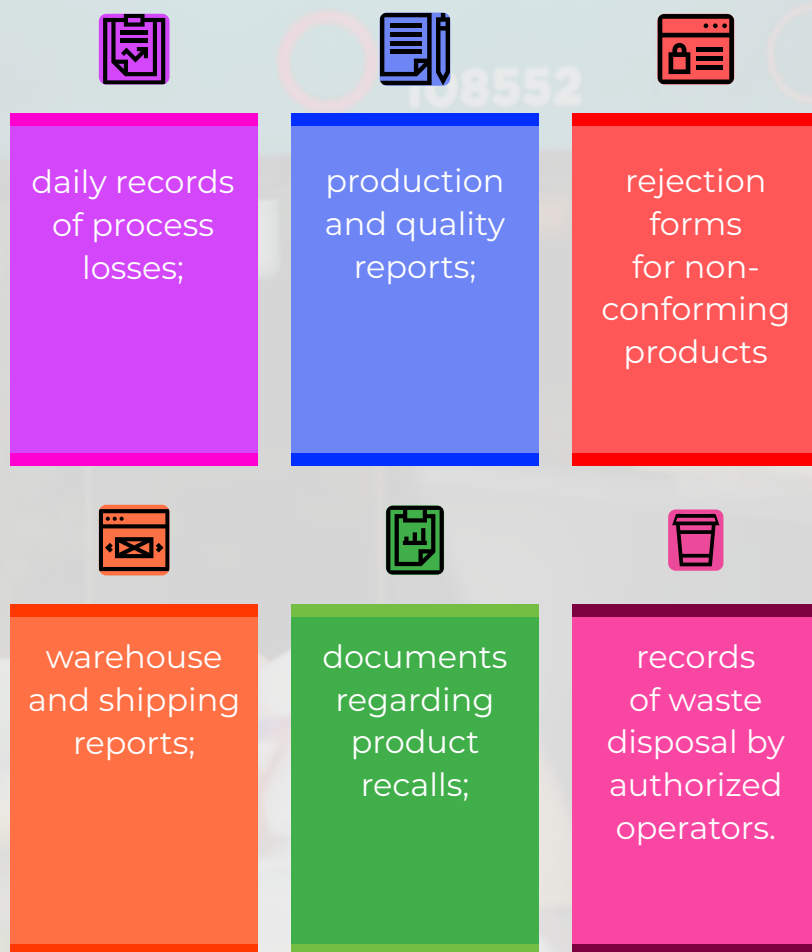 108552
daily records
of process
losses;
production
and quality
reports;
rejection
forms
for non-
conforming
products
warehouse
and shipping
reports;
documents
regarding
product
recalls;
records
of waste
disposal by
authorized
operators.